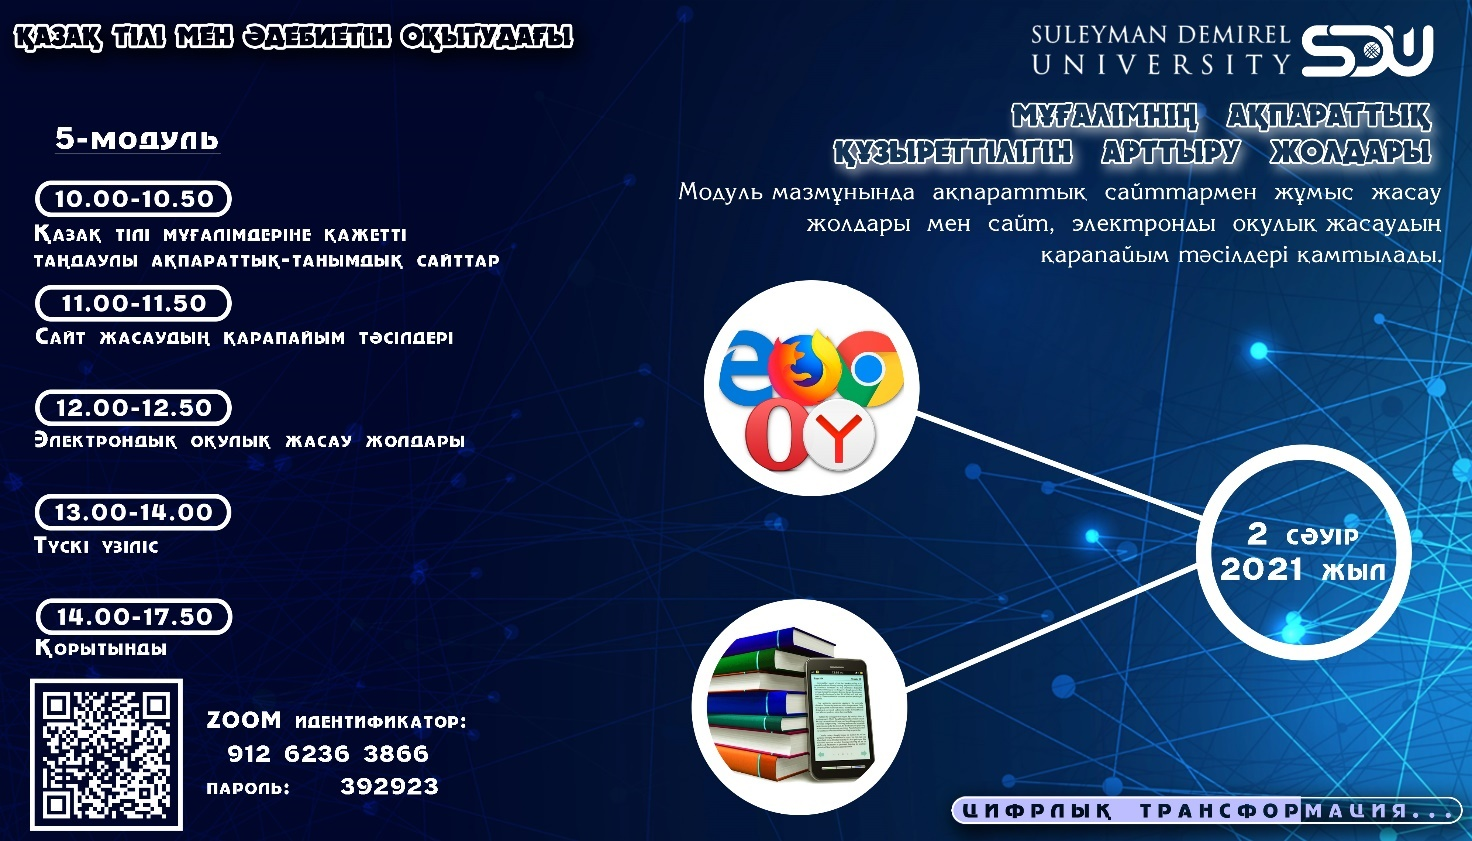 ҚАЗАҚ ТІЛІ МЕН ӘДЕБИЕТІН ОҚЫТУДАҒЫ
SULEYMAN DEMIREL
UNIVERSITY
SDU
МҰҒАЛІМНІҢ АҚПАРАТТЫҚ
ҚҰЗЫРЕТТІЛІГІН АРТТЫРУ ЖОЛДАРЫ
Модуль мазмұнында ақпараттық сайттармен жұмыс жасау
жолдары мен сайт, электронды окулық жасаудың
қарапайым тәсілдері қамтылады.
5-МОДУЛЬ
10.00-10.50
ҚАЗАҚ ТІЛІ МҰҒАЛІМДЕРІНЕ ҚАЖЕТТІ
ТАҢДАУЛЫ АҚПАРАТТЫҚ-ТАНЫМДЫҚ САЙТТАР
11.00-11.50
САЙТ ЖАСАУДЫҢ ҚАРАПАЙЫМ ТӘСІЛДЕРІ
12.00-12.50
ЭЛЕКТРОНДЫҚ ОҚУЛЫҚ ЖАСАУ ЖОЛДАРЫ
13.00-14.00
ТҮСКІ ҮЗІЛІС
14.00-17.50
ҚОРЫТЫНДЫ
2 СӘУІР
2021 ЖЫЛ
ZOOM ИДЕНТИФИКАТОР:
912 6236 3866
ПАРОЛЬ: 392923
ЦИФРЛЫҚ ТРАНСФОРМАЦИЯ...